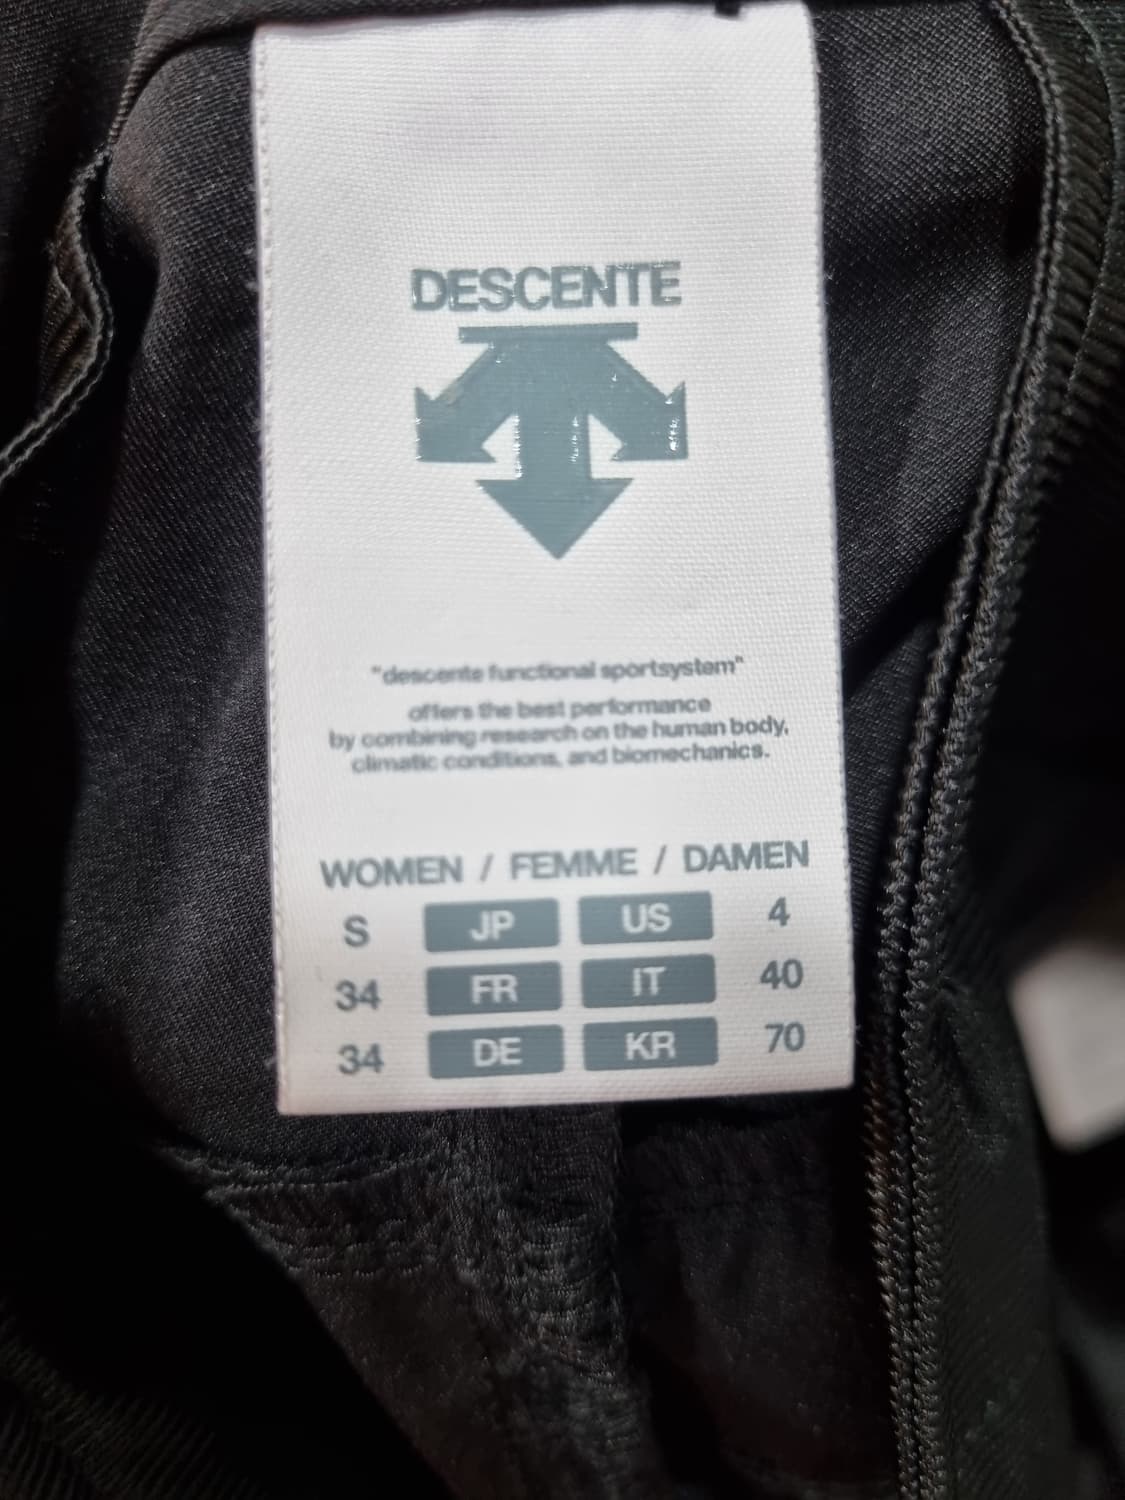 DESCENTE
"descente functional sportsystem"
offers the best performance
by combining research on the human body,
climatic conditions, and biomechanics.
WOMEN / FEMME / DAMEN
S JP US 4
34 FR IT 40
34 DE KR 70